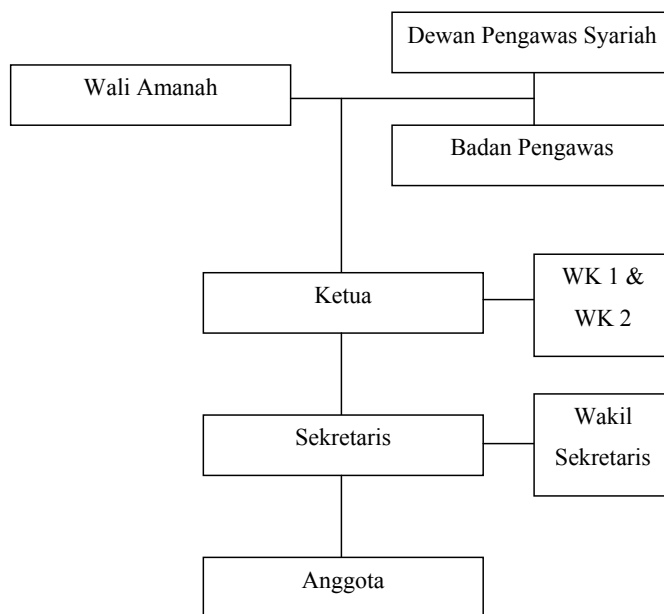 Dewan Pengawas Syariah
Wali Amanah
Badan Pengawas
Ketua
WK 1 &
WK 2
Sekretaris
Wakil
Sekretaris
Anggota